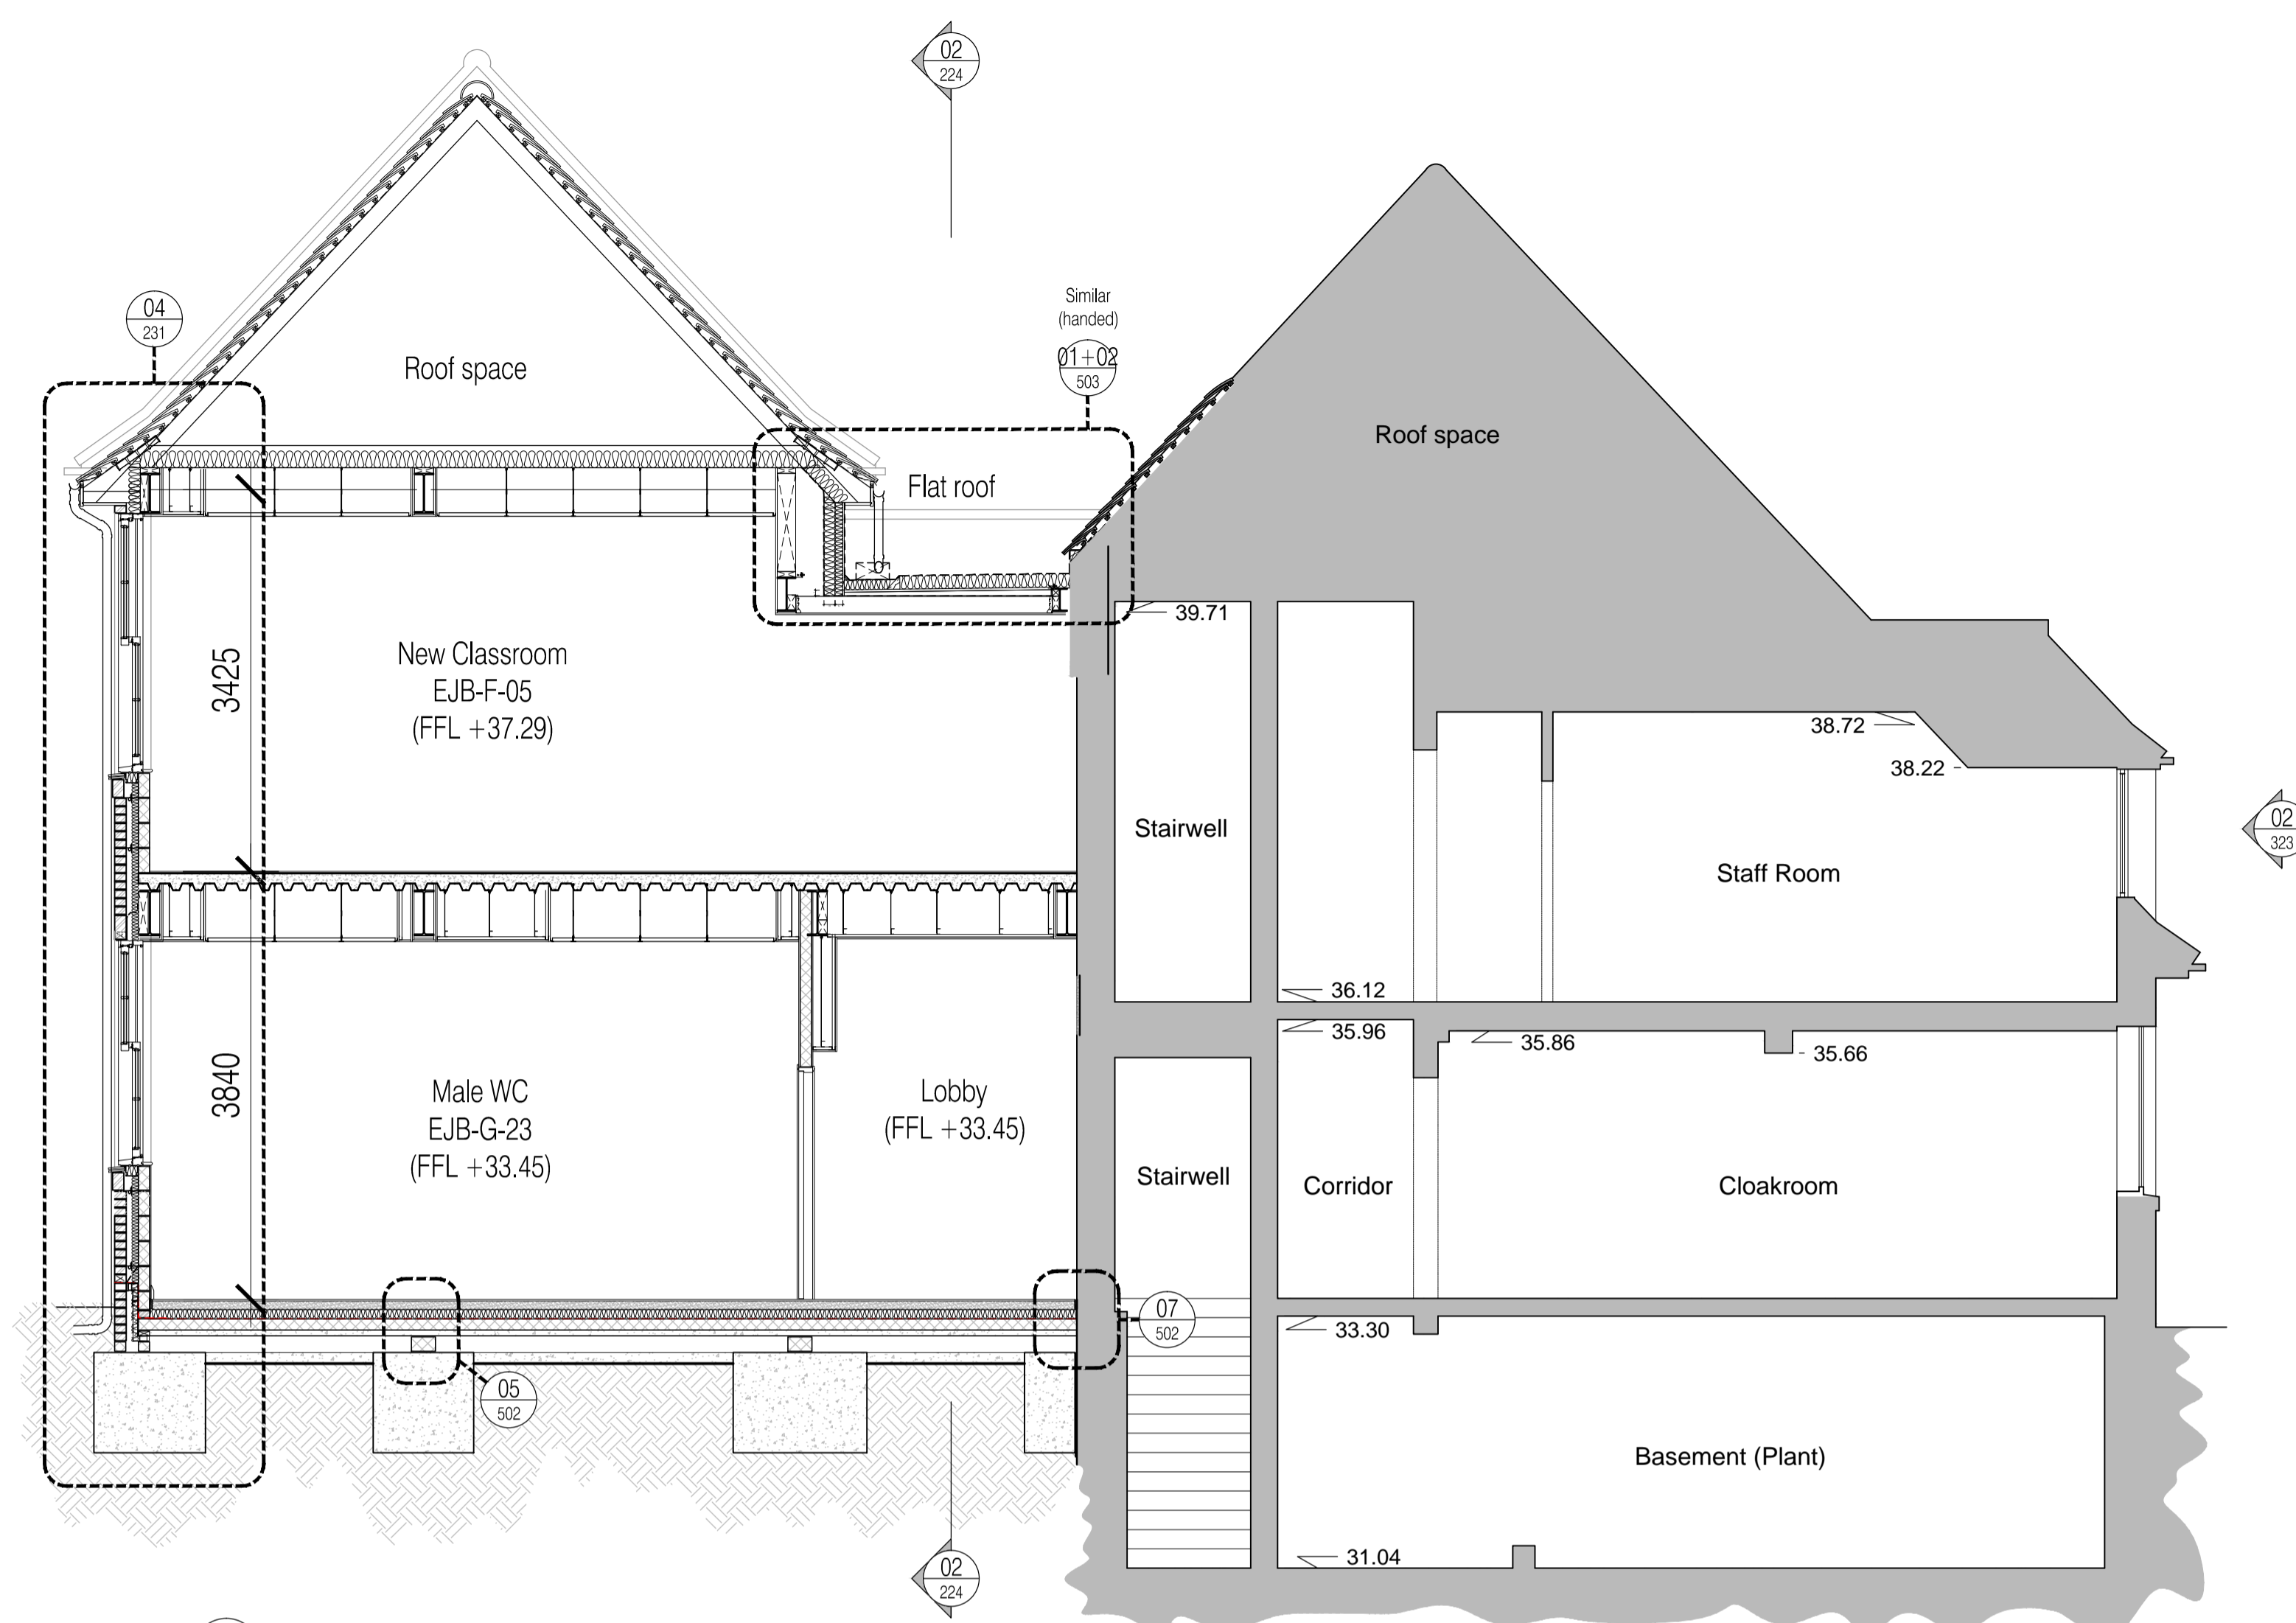 02
224
Similar
(handed)
01+02
503
04
231
Roof space
Flat roof
Roof space
39.71
New Classroom
EJB-F-05
(FFL +37.29)
3425
38.72
38.22
Stairwell
Staff Room
02
323
36.12
35.96
35.86
35.66
3840
Male WC
EJB-G-23
(FFL +33.45)
Lobby
(FFL +33.45)
Stairwell
Corridor
Cloakroom
07
502
33.30
05
502
Basement (Plant)
31.04
02
224